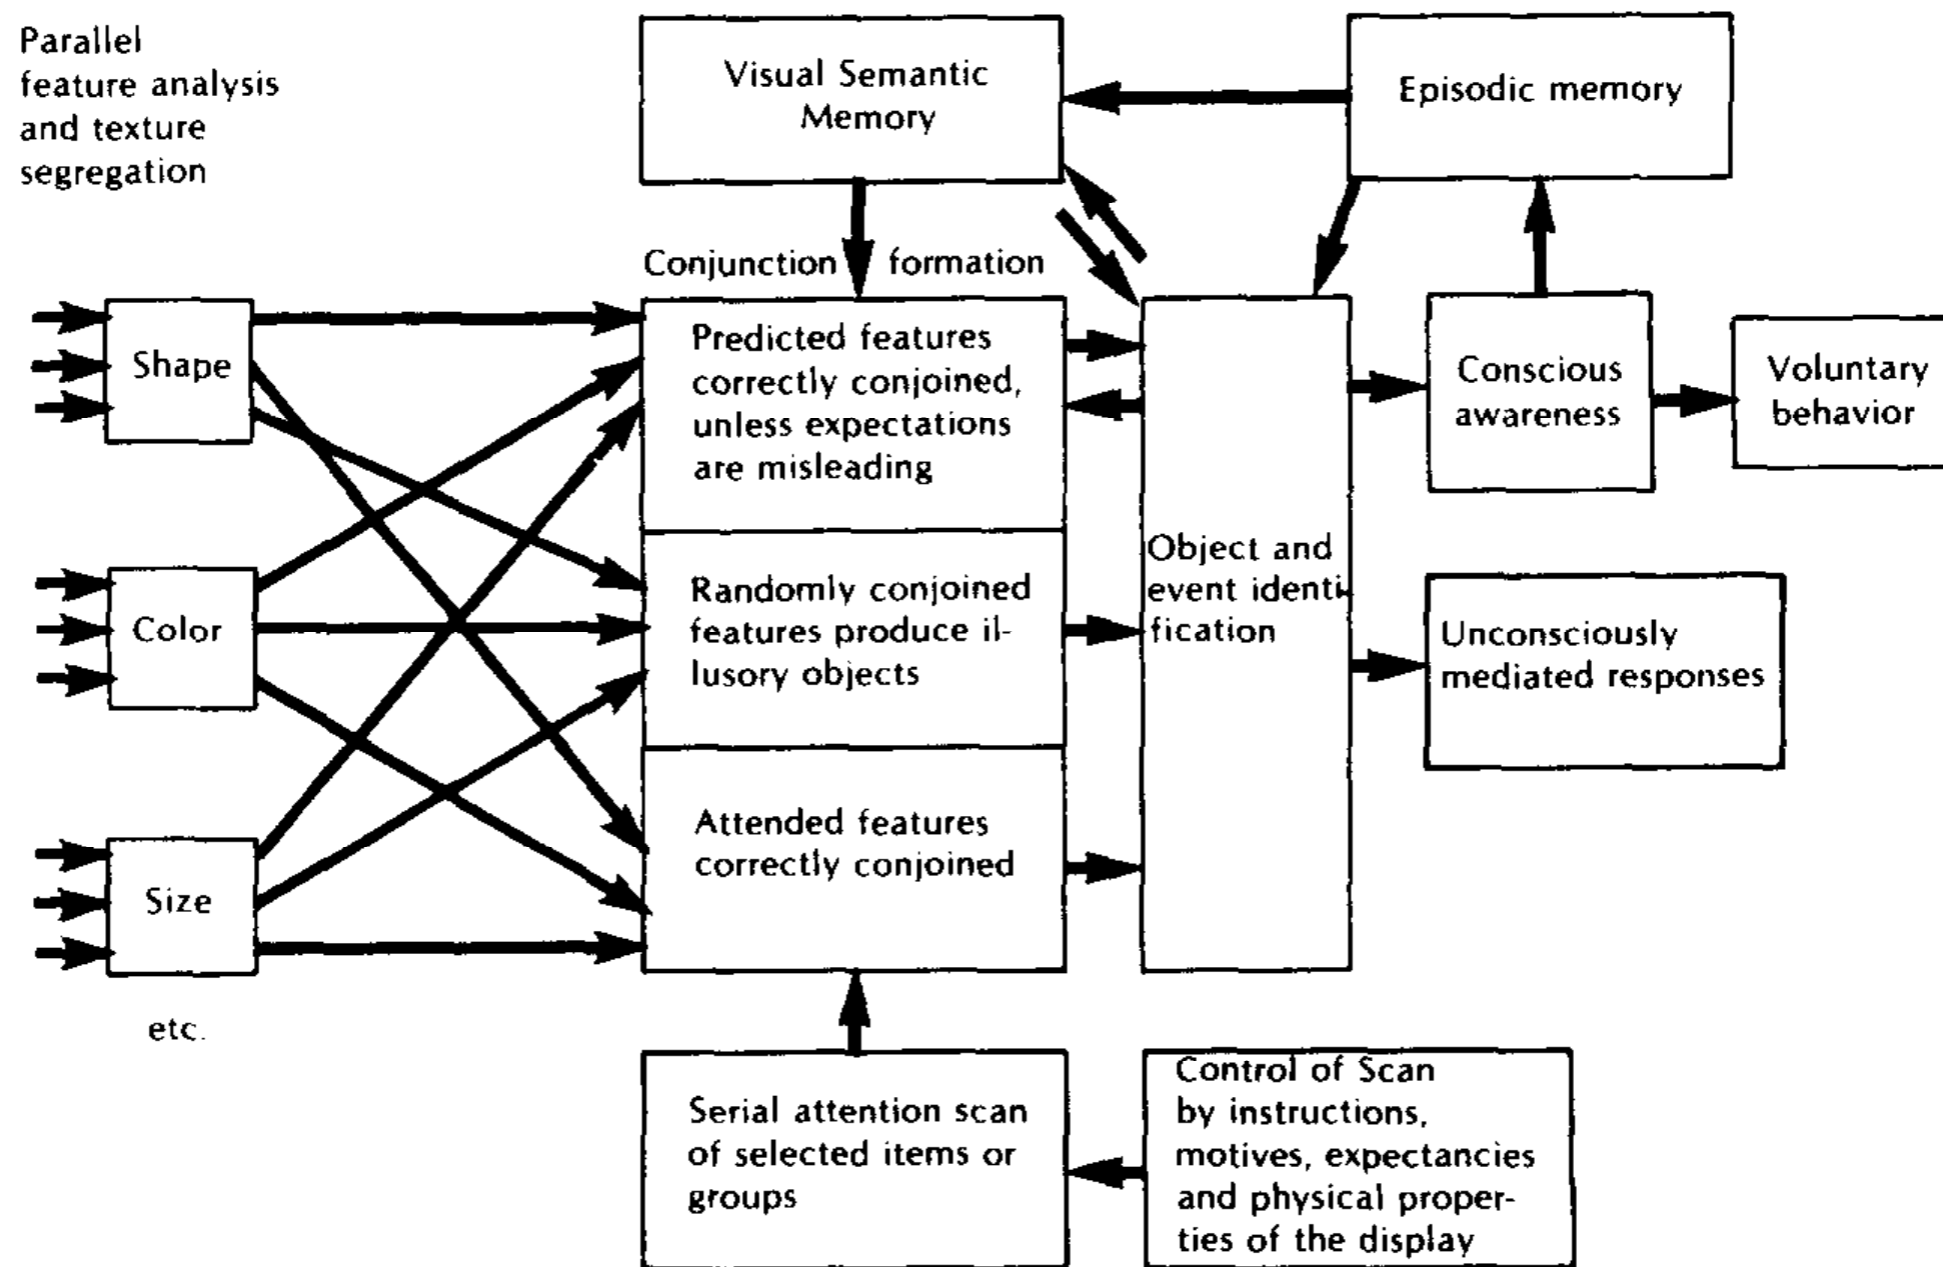 Parallel
feature analysis
and texture
segregation
Visual Semantic
Memory
Episodic memory
Conjunction formation
Shape
Color
Size
etc.
Predicted features
correctly conjoined,
unless expectations
are misleading
Randomly conjoined
features produce il-
lusory objects
Attended features
correctly conjoined
Object and
event identi-
fication
Conscious
awareness
Voluntary
behavior
Unconsciously
mediated responses
Serial attention scan
of selected items or
groups
Control of Scan
by instructions,
motives, expectancies
and physical proper-
ties of the display